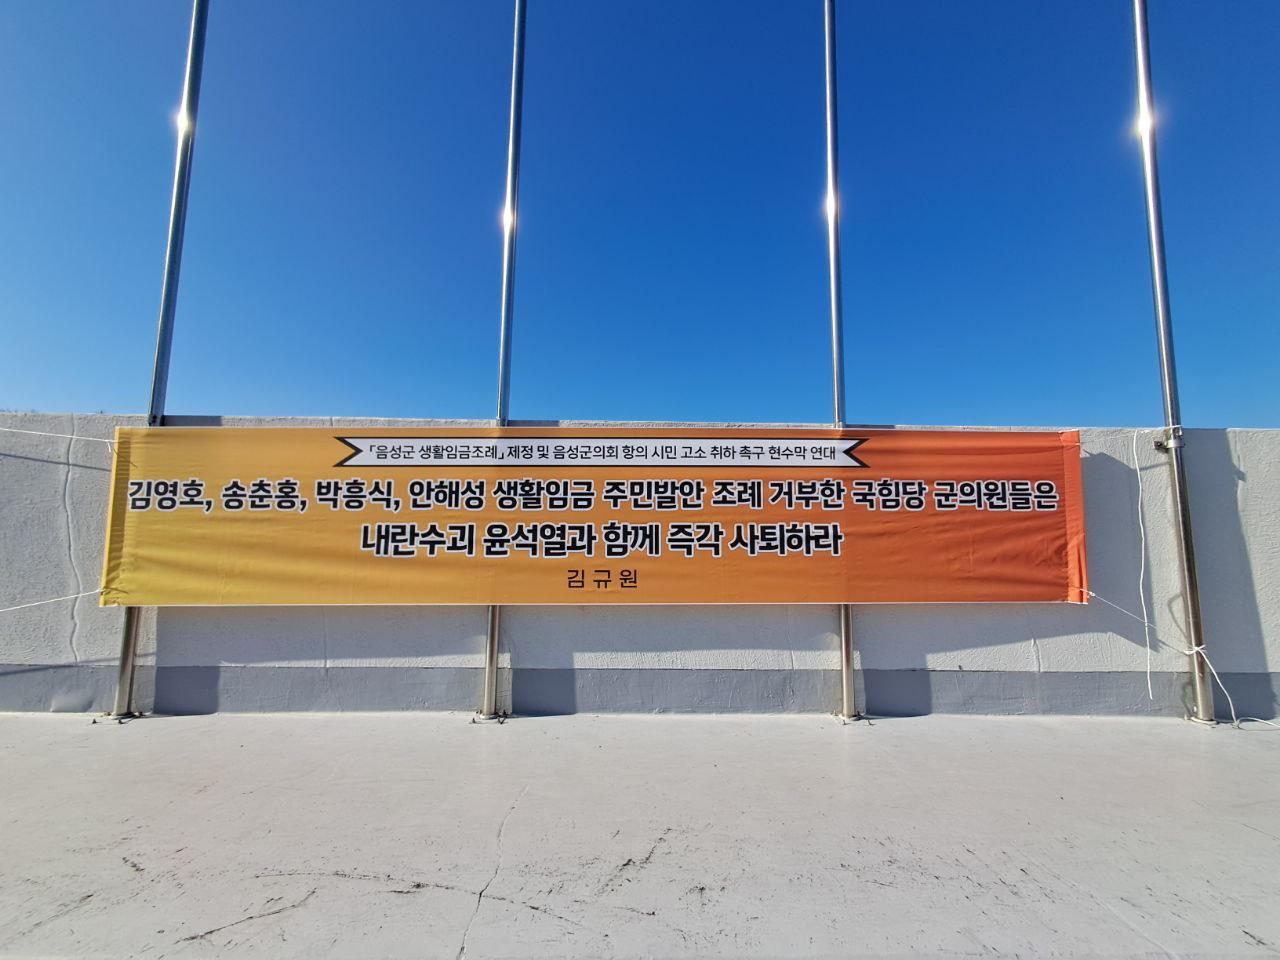 「음성군 생활임금조례」 제정 및 음성군의회 항의 시민 고소 취하 촉구 현수막 연대
김영호, 송춘홍, 박흥식, 안해성 생활임금 주민발안 조례 거부한 국힘당 군의원들은
내란수괴 윤석열과 함께 즉각 사퇴하라
김규원